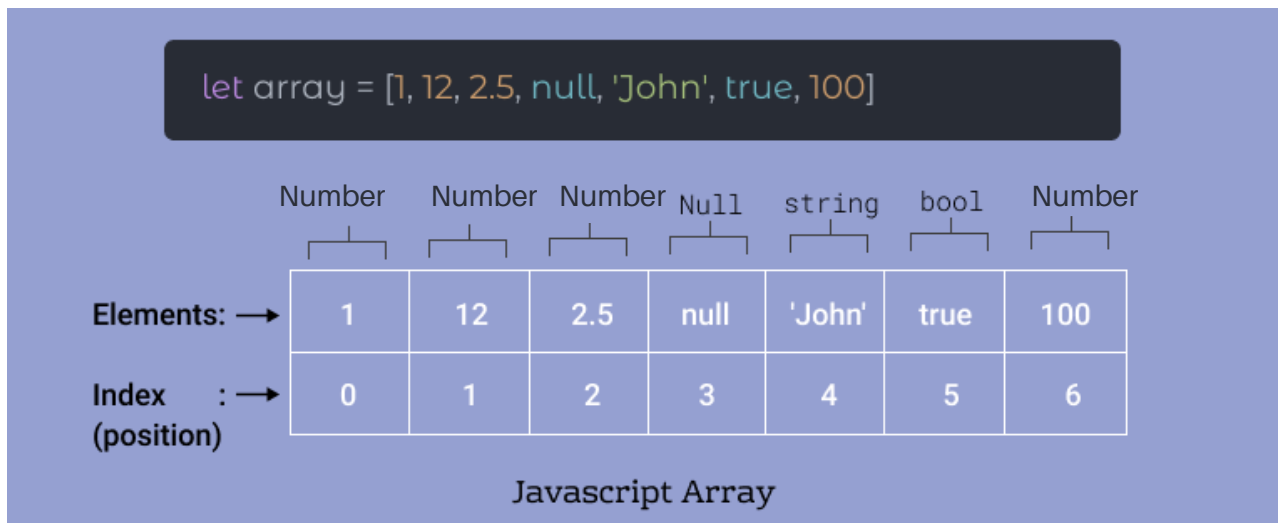 let array = [1, 12, 2.5, null, 'John', true, 100]
Number Number Number Null string bool Number
Elements: 1 12 2.5 null 'John' true 100
Index : 0 1 2 3 4 5 6
(position)
Javascript Array